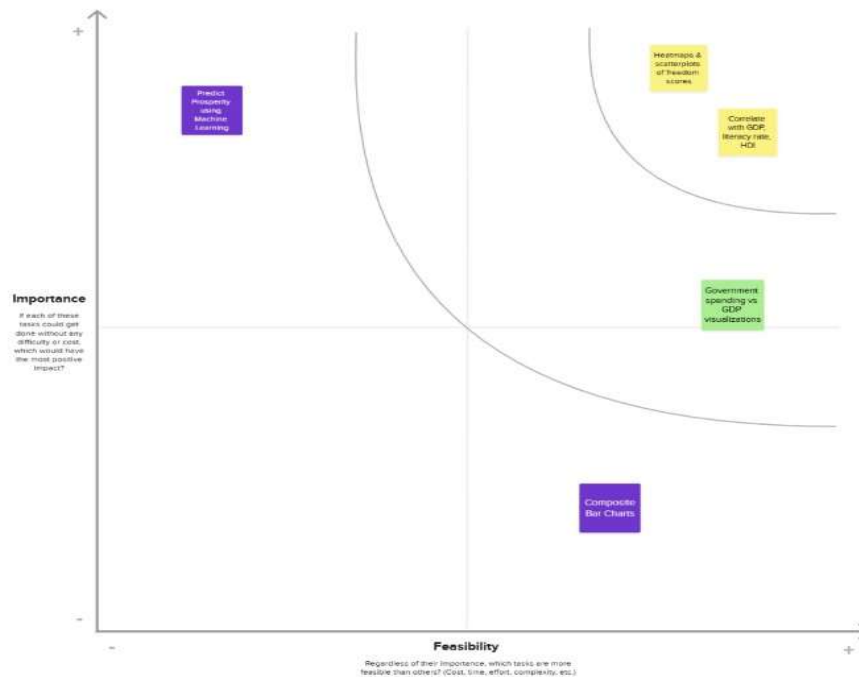 +
Heatmaps &
scatterplots
of freedom
scores
Predict
Prosperity
using
Machine
Learning
Correlate
with GDP,
literacy rate,
HDI
Importance
If each of these
tasks could get
done without any
difficulty or cost,
which would have
the most positive
impact?
Government
spending vs
GDP
visualizations
Composite
Bar Charts
-
-
Feasibility
+
Regardless of their importance, which tasks are more
feasible than others? (Cost, time, effort, complexity, etc.)